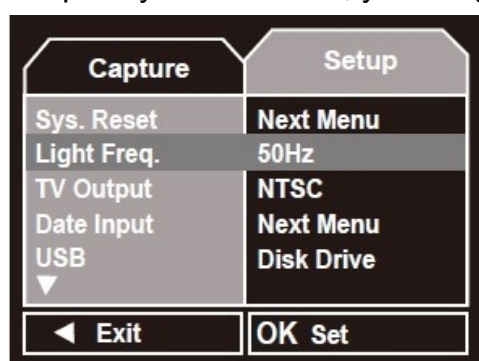 Capture Setup
Sys. Reset Next Menu
Light Freq. 50Hz
TV Output NTSC
Date Input Next Menu
USB Disk Drive
▼
◀ Exit OK Set